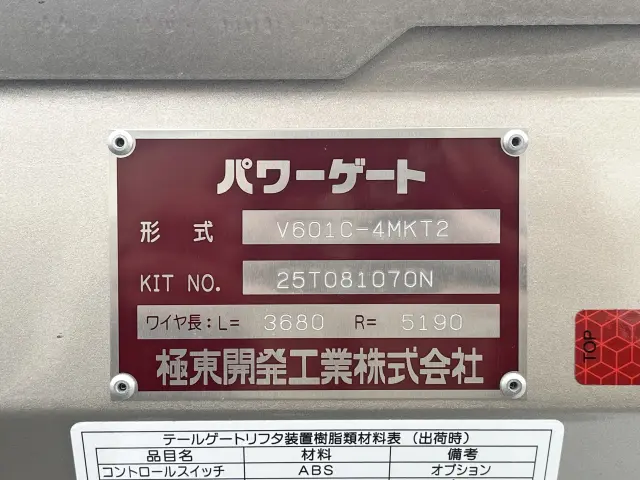 パワーゲート
形式 V601C-4MKT2
KIT NO. 25T081070N
ワイヤ長:L= 3680 R= 5190
極東開発工業株式会社
TOP
テールゲートリフタ装置樹脂類材料表 (出荷時)
品目名 材料 備考
コントロールスイッチ ABS オプション